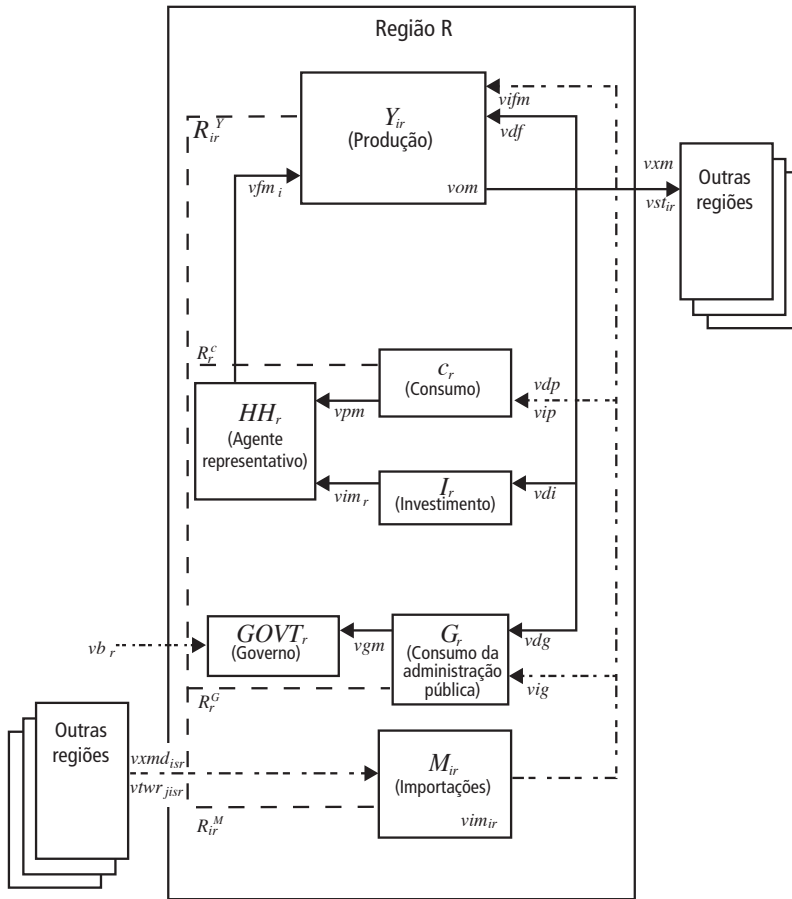 Região R
Y_ir
(Produção)
vifm
vdf
vom
R_ir^Y
vfm_i
vxm
vst_ir
Outras
regiões
R_r^c
c_r
(Consumo)
vdp
vip
vpm
HH_r
(Agente
representativo)
I_r
(Investimento)
vim_r
vdi
GOVT_r
(Governo)
vb_r
vgm
G_r
(Consumo da
administração
pública)
vdg
vig
R_r^G
Outras
regiões
vxmd_isr
vtwr_jisr
M_ir
(Importações)
vim_ir
R_ir^M